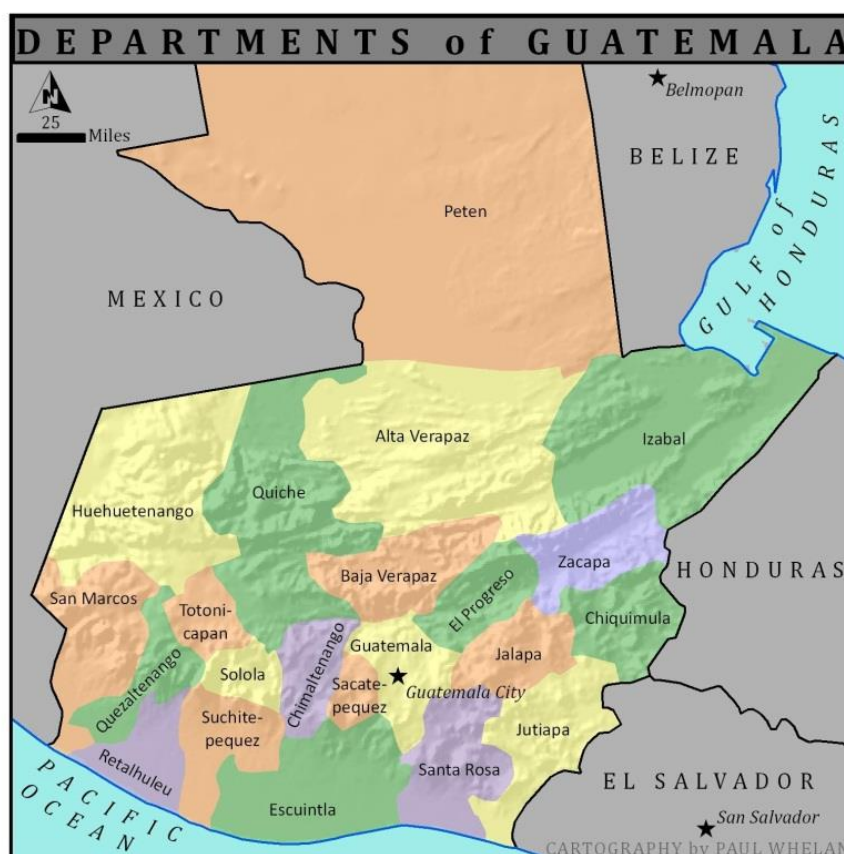 DEPARTMENTS of GUATEMALA
N
25
Miles
Belmopan
BELIZE
GULF of
HONDURAS
Peten
MEXICO
Alta Verapaz
Izabal
Quiche
Huehuetenango
Zacapa
HONDURAS
Baja Verapaz
El Progreso
San Marcos
Totoni-
capan
Chiquimula
Guatemala
Jalapa
Chimaltenango
Solola
Sacate-
pequez
Guatemala City
Quezaltenango
Suchite-
pequez
Jutiapa
Retalhuleu
Santa Rosa
Escuintla
EL SALVADOR
San Salvador
PACIFIC
OCEAN
CARTOGRAPHY by PAUL WHELAN